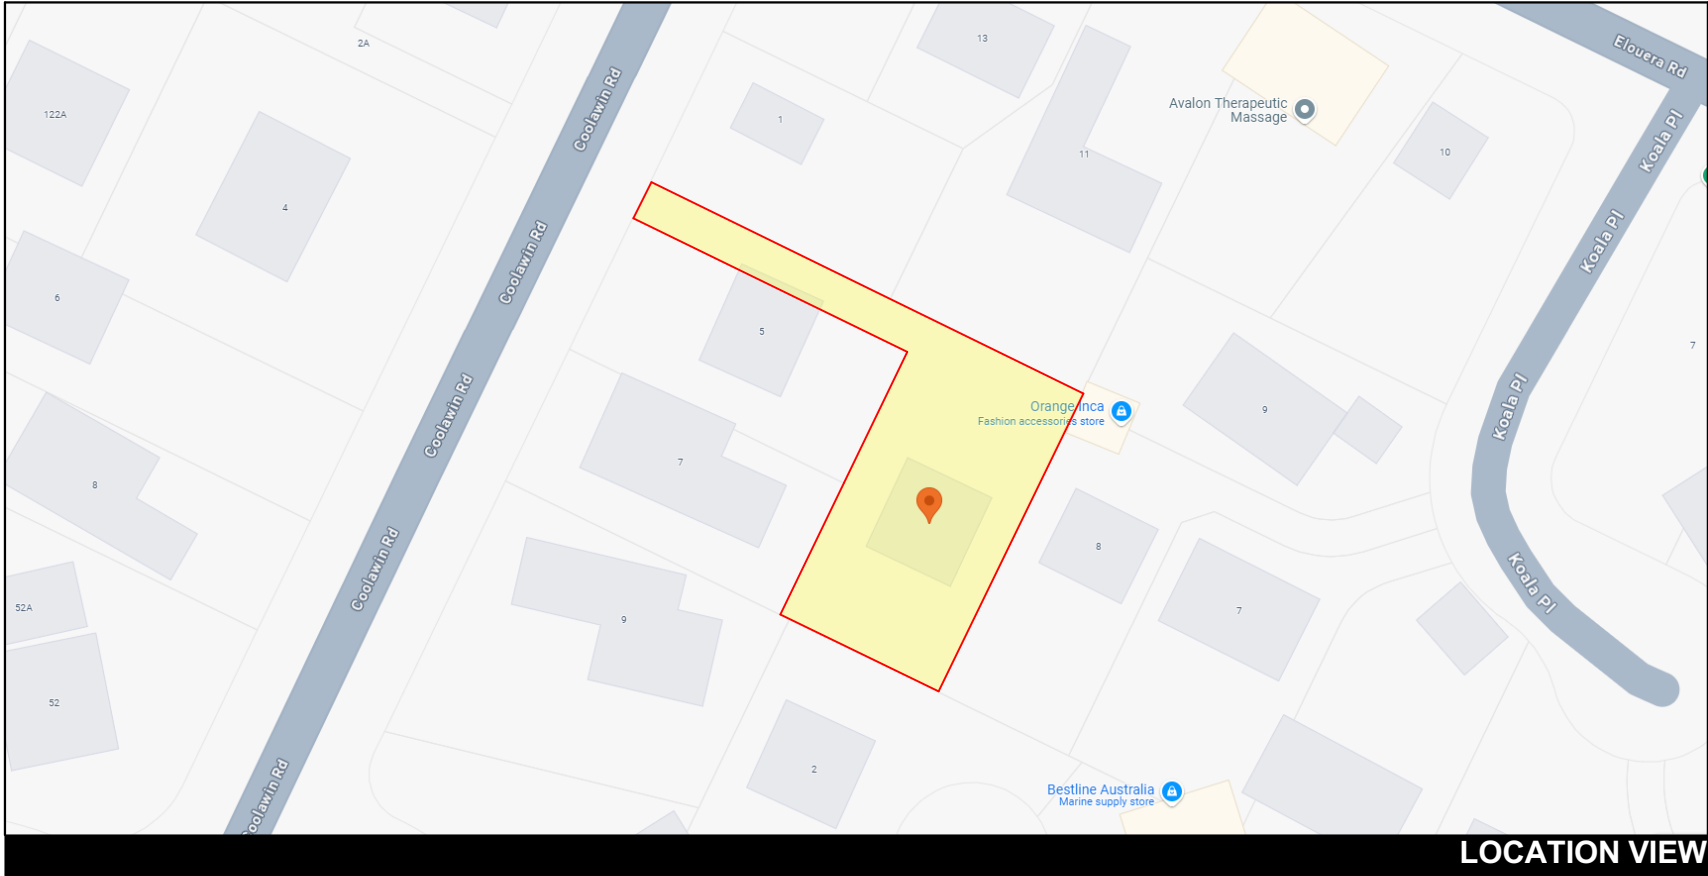 Elouera Rd
13
2A
Coolawin Rd
Avalon Therapeutic
Massage
122A
1
Koala Pl
10
11
4
Coolawin Rd
Koala Pl
6
5
7
Coolawin Rd
Orange Inca
Fashion accessories store
9
Koala Pl
7
8
8
Coolawin Rd
Koala Pl
52A
9
7
52
2
Coolawin Rd
Bestline Australia
Marine supply store
LOCATION VIEW